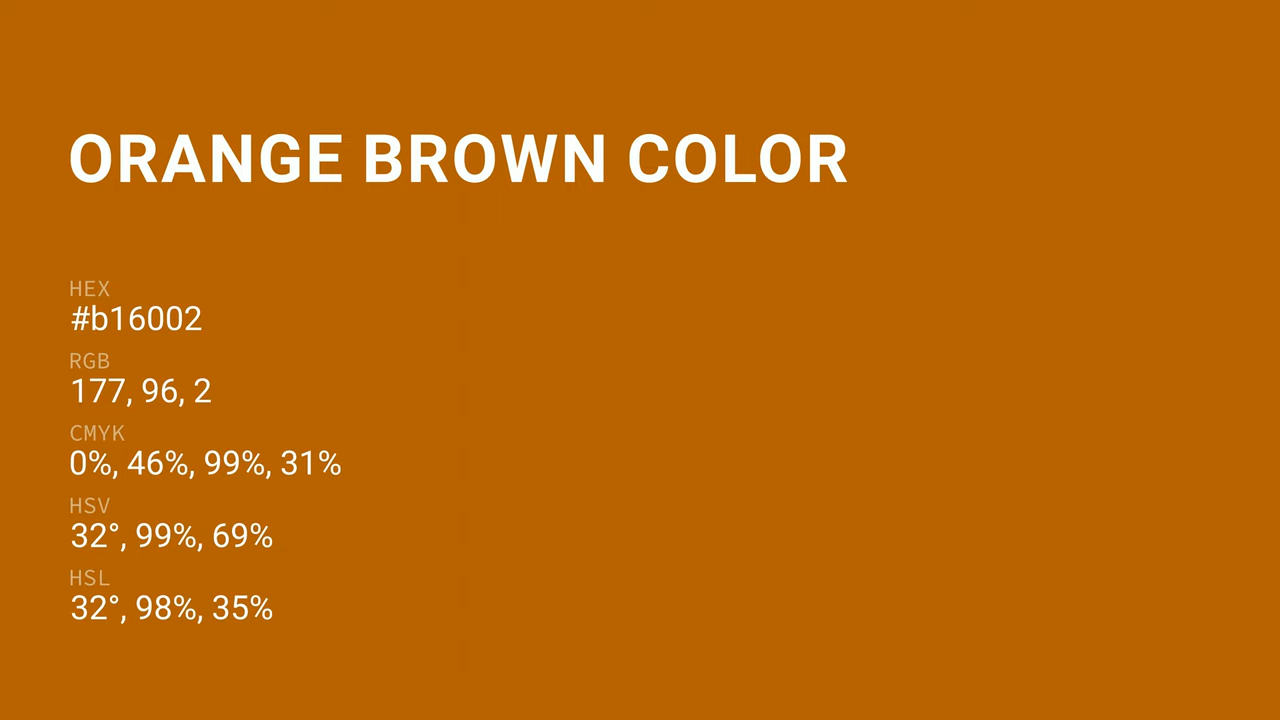 ORANGE BROWN COLOR
HEX
#b16002
RGB
177, 96, 2
CMYK
0%, 46%, 99%, 31%
HSV
32°, 99%, 69%
HSL
32°, 98%, 35%